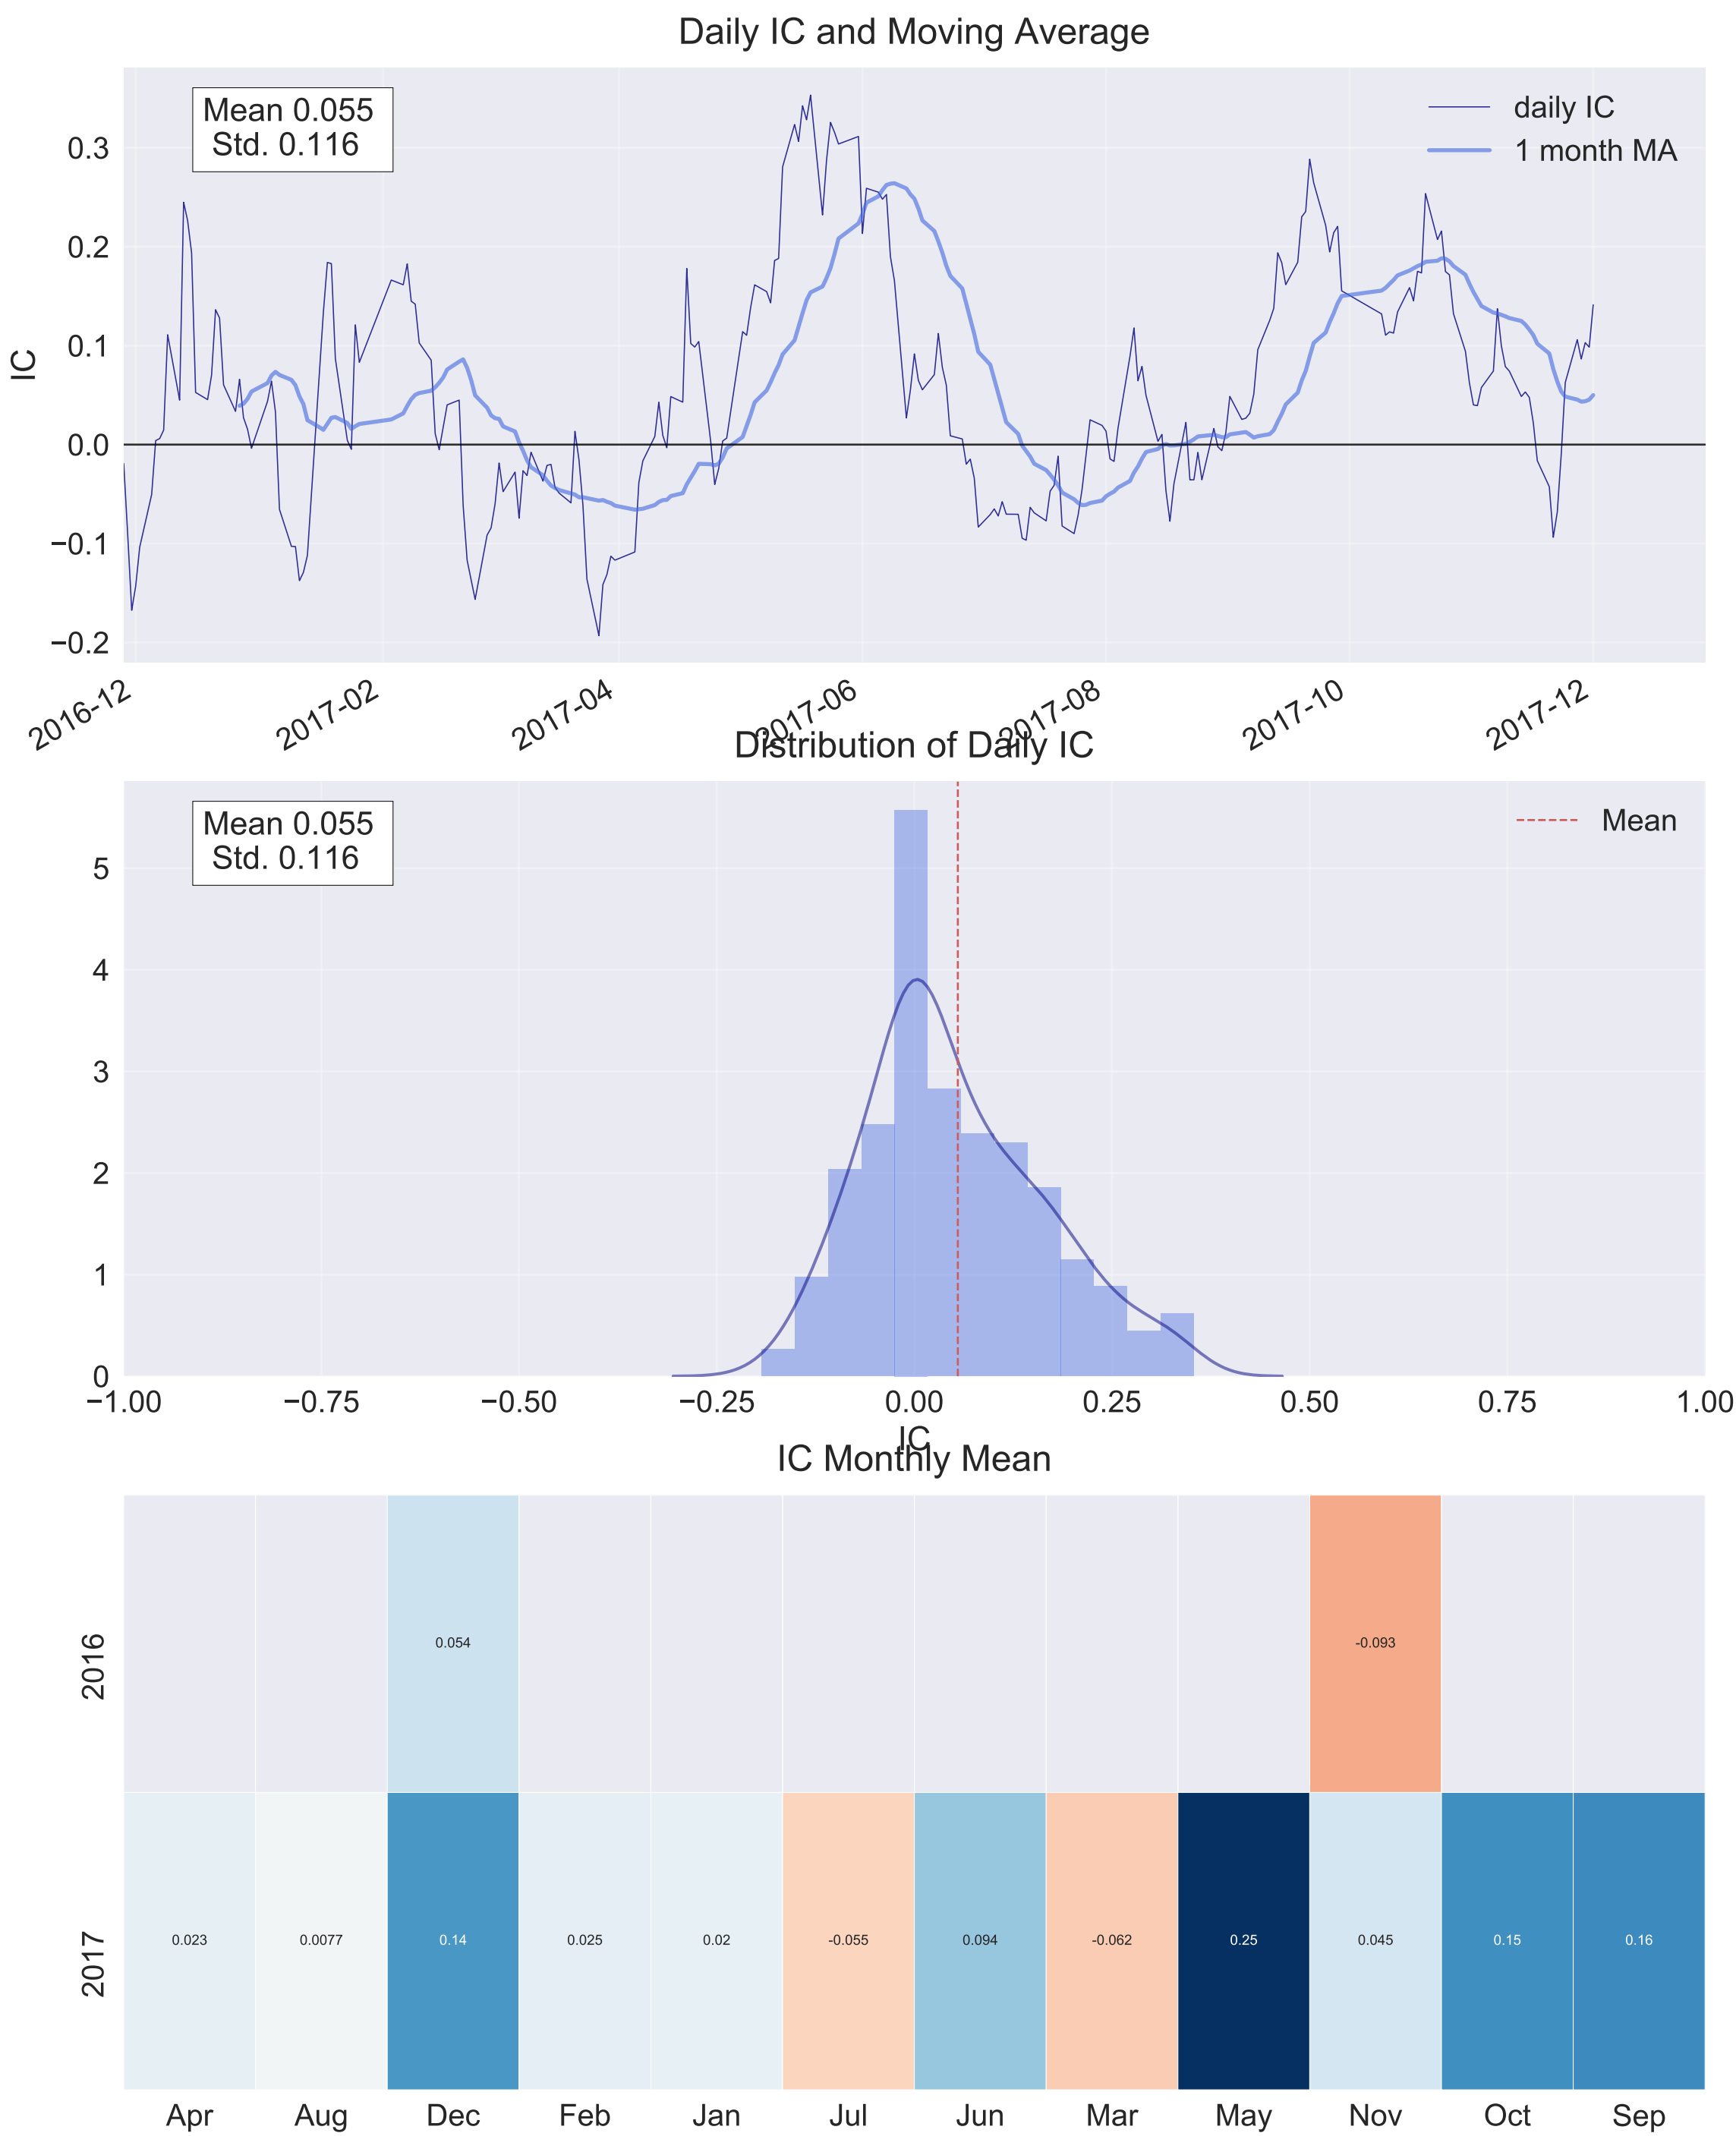 Daily IC and Moving Average
Mean 0.055
Std. 0.116
daily IC
1 month MA
IC
0.3
0.2
0.1
0.0
−0.1
−0.2
2016-12 2017-02 2017-04 2017-06 2017-08 2017-10 2017-12
Distribution of Daily IC
Mean 0.055
Std. 0.116
Mean
5
4
3
2
1
0
−1.00 −0.75 −0.50 −0.25 0.00 0.25 0.50 0.75 1.00
IC
IC Monthly Mean
2016
0.054 -0.093
2017
0.023 0.0077 0.14 0.025 0.02 -0.055 0.094 -0.062 0.25 0.045 0.15 0.16
Apr Aug Dec Feb Jan Jul Jun Mar May Nov Oct Sep